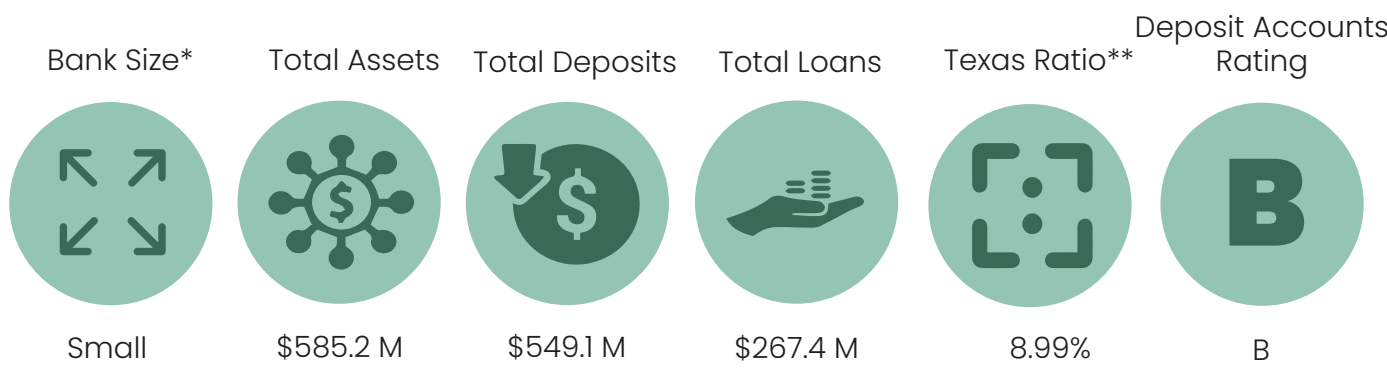 Bank Size*
Total Assets
Total Deposits
Total Loans
Texas Ratio**
Deposit Accounts
Rating
$
$
B
Small
$585.2 M
$549.1 M
$267.4 M
8.99%
B